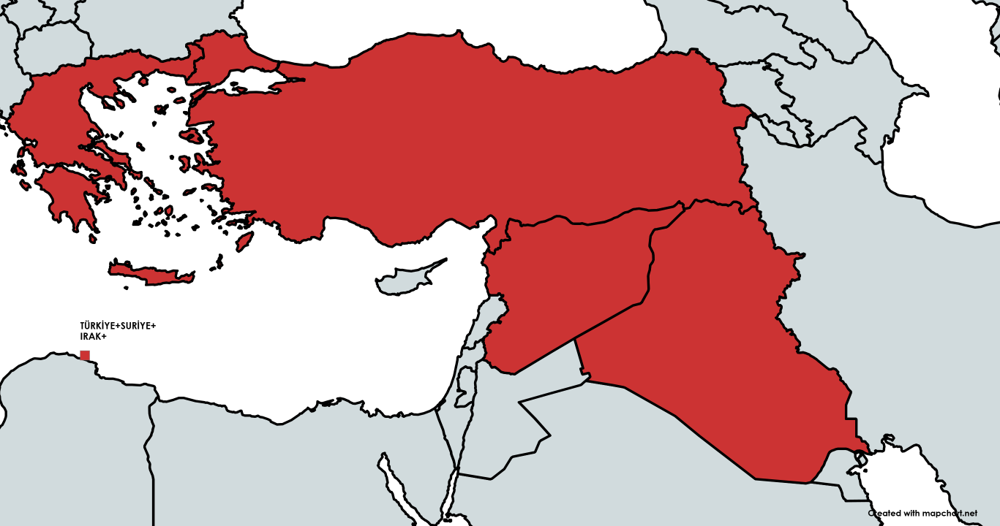 TÜRKİYE+SURİYE+
IRAK+
Created with mapchart.net